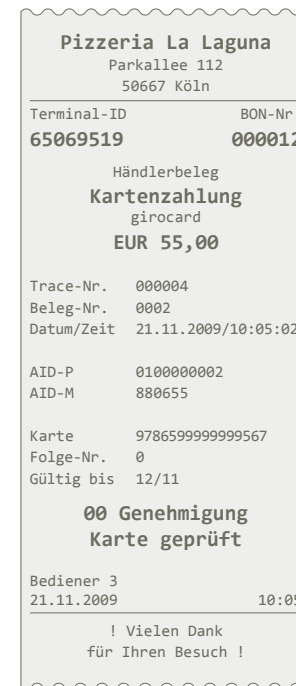 Pizzeria La Laguna
Parkallee 112
50667 Köln
Terminal-ID BON-Nr.
65069519 000012
Händlerbeleg
Kartenzahlung
girocard
EUR 55,00
Trace-Nr. 000004
Beleg-Nr. 0002
Datum/Zeit 21.11.2009/10:05:02
AID-P 0100000002
AID-M 880655
Karte 9786599999999567
Folge-Nr. 0
Gültig bis 12/11
00 Genehmigung
Karte geprüft
Bediener 3
21.11.2009 10:05
! Vielen Dank
für Ihren Besuch !